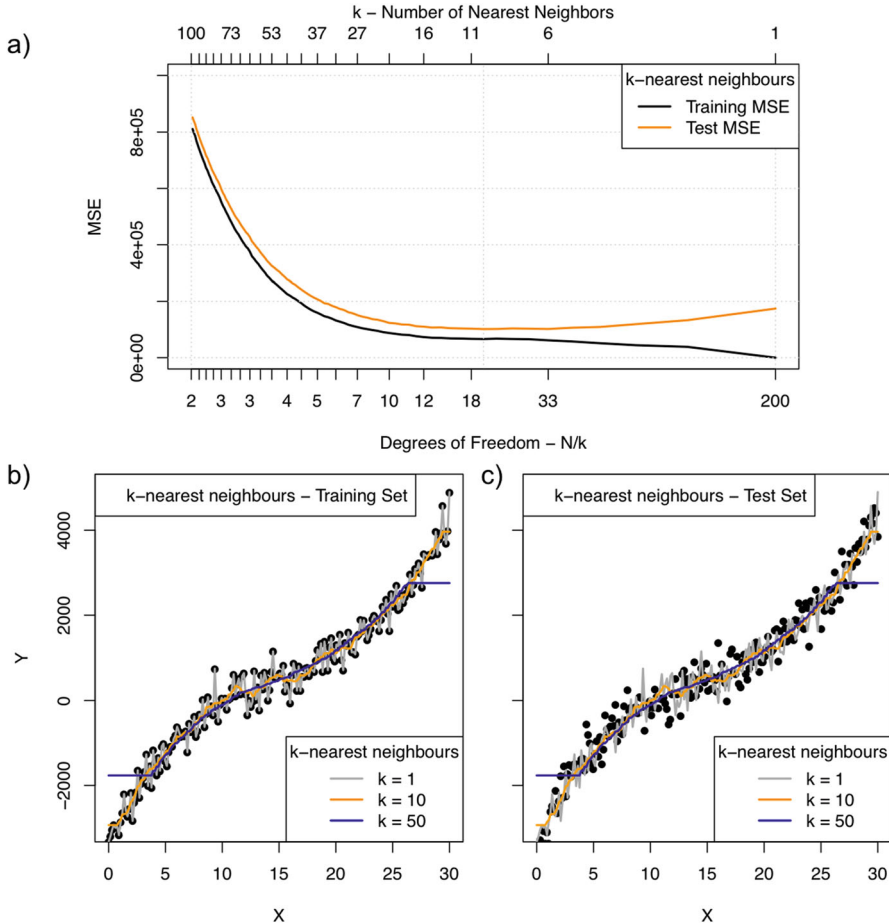 k − Number of Nearest Neighbors
100 73 53 37 27 16 11 6 1
a)
k−nearest neighbours
Training MSE
Test MSE
MSE
8e+05
4e+05
0e+00
2 3 3 4 5 7 10 12 18 33 200
Degrees of Freedom − N/k
b)
k−nearest neighbours − Training Set
Y
4000
2000
0
−2000
k−nearest neighbours
k = 1
k = 10
k = 50
0 5 10 15 20 25 30
X
c)
k−nearest neighbours − Test Set
k−nearest neighbours
k = 1
k = 10
k = 50
0 5 10 15 20 25 30
X